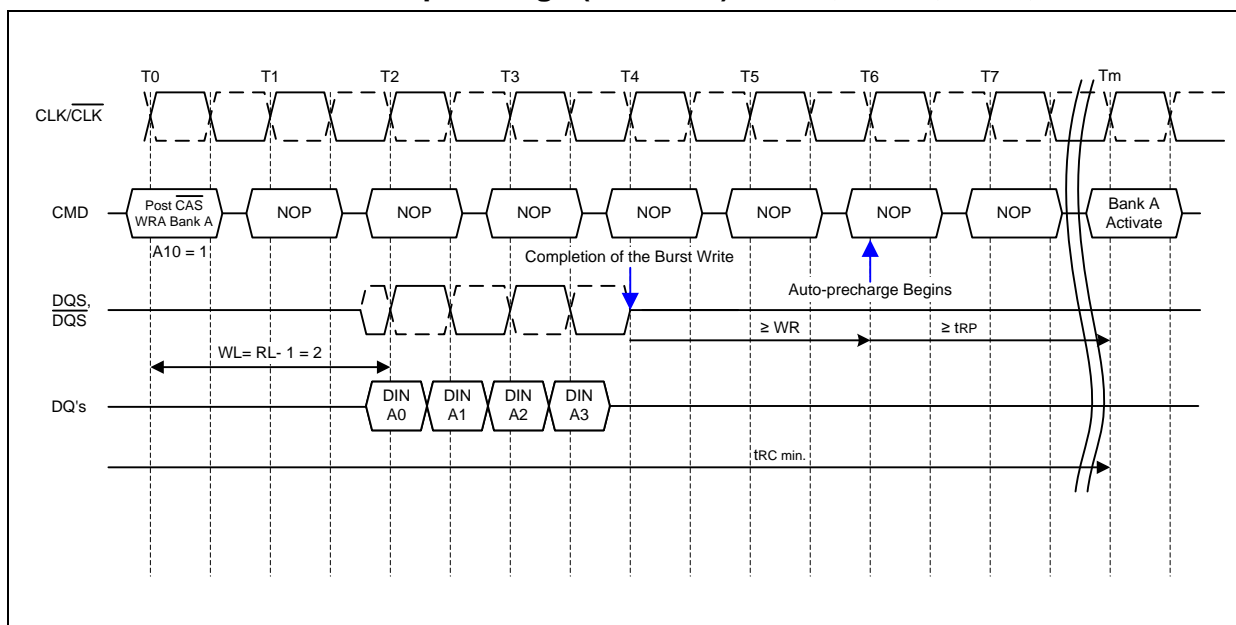 T0 T1 T2 T3 T4 T5 T6 T7 Tm
CLK/CLK
CMD
Post CAS
WRA Bank A
NOP NOP NOP NOP NOP NOP NOP
Bank A
Activate
A10 = 1
Completion of the Burst Write
Auto-precharge Begins
DQS,
DQS
≥ WR
≥ tRP
WL= RL- 1 = 2
DQ's
DIN
A0
DIN
A1
DIN
A2
DIN
A3
tRC min.